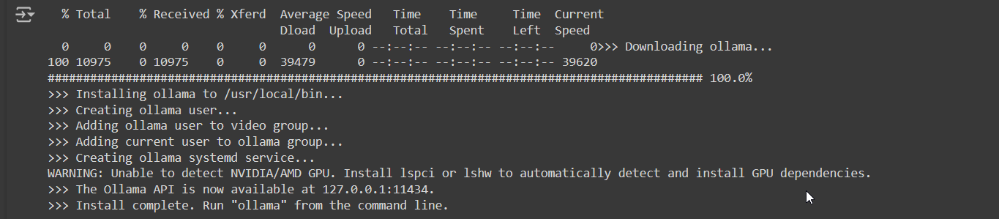 % Total % Received % Xferd Average Speed Time Time Time Current
Dload Upload Total Spent Left Speed
0 0 0 0 0 0 0 0 --:--:-- --:--:-- --:--:-- 0>>> Downloading ollama...
100 10975 0 10975 0 0 39479 0 --:--:-- --:--:-- --:--:-- 39620
############################################################################################# 100.0%
>>> Installing ollama to /usr/local/bin...
>>> Creating ollama user...
>>> Adding ollama user to video group...
>>> Adding current user to ollama group...
>>> Creating ollama systemd service...
WARNING: Unable to detect NVIDIA/AMD GPU. Install lspci or lshw to automatically detect and install GPU dependencies.
>>> The Ollama API is now available at 127.0.0.1:11434.
>>> Install complete. Run "ollama" from the command line.